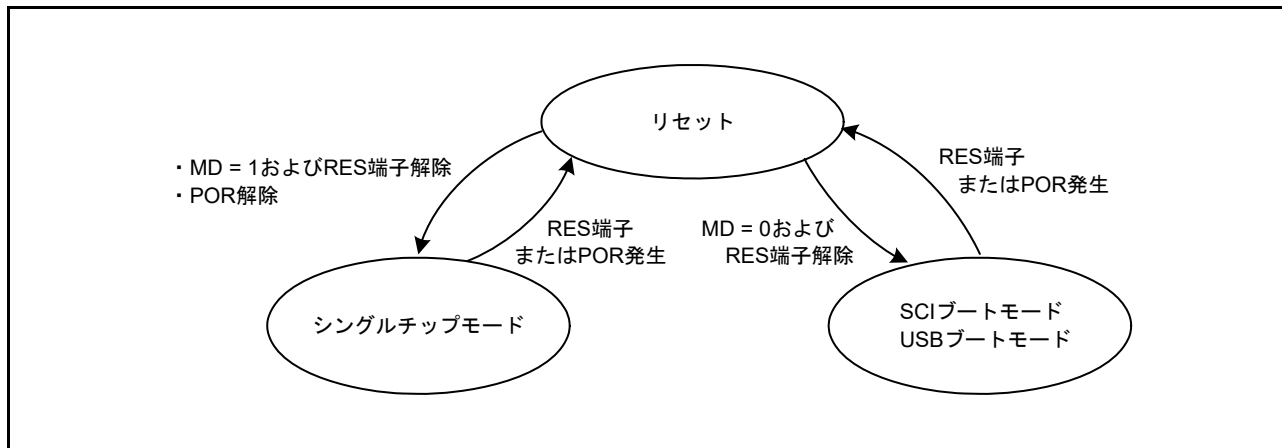 リセット
・MD = 1およびRES端子解除
・POR解除
RES端子
またはPOR発生
MD = 0および
RES端子解除
RES端子
またはPOR発生
シングルチップモード
SCIブートモード
USBブートモード